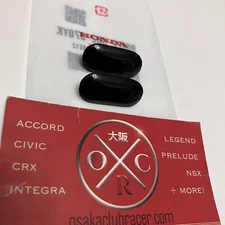 HONDA
ACCORD
CIVIC
CRX
INTEGRA
大阪
O C
R
LEGEND
PRELUDE
NSX
+ MORE!
osakaclubracer.com